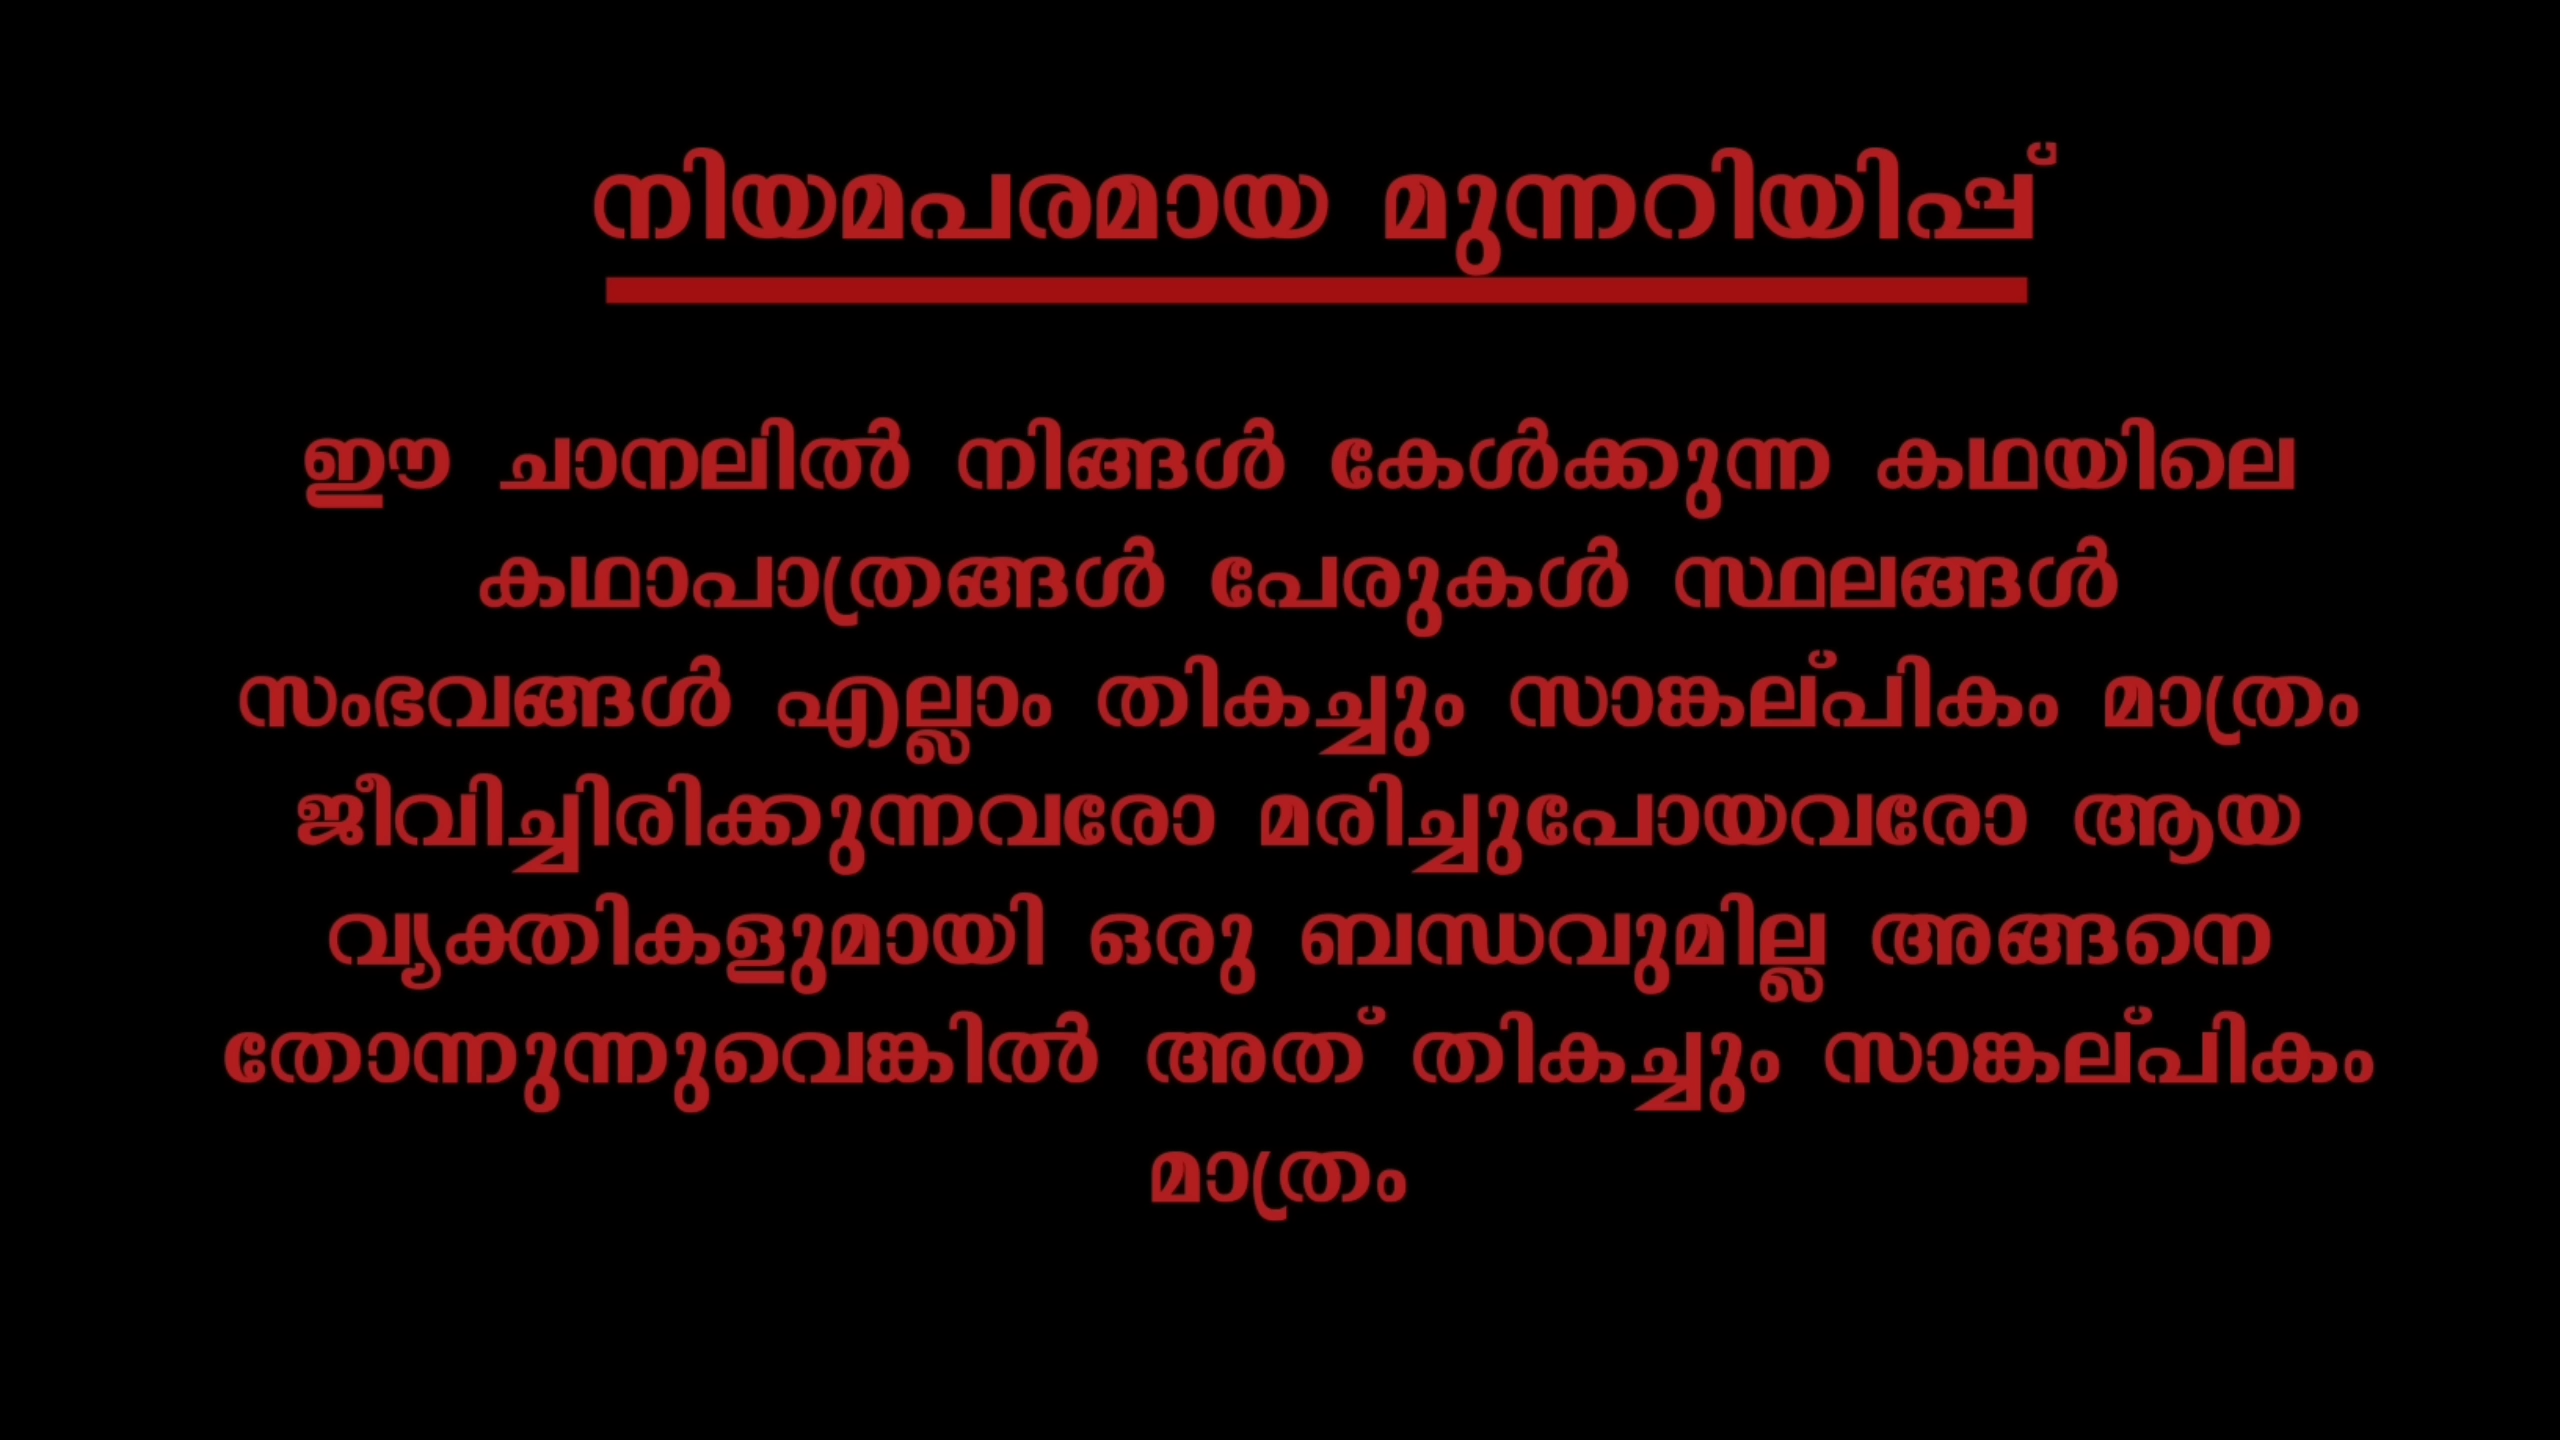 നിയമപരമായ മുന്നറിയിപ്പ്
ഈ ചാനലിൽ നിങ്ങൾ കേൾക്കുന്ന കഥയിലെ
കഥാപാത്രങ്ങൾ പേരുകൾ സ്ഥലങ്ങൾ
സംഭവങ്ങൾ എല്ലാം തികച്ചും സാങ്കല്പികം മാത്രം
ജീവിച്ചിരിക്കുന്നവരോ മരിച്ചുപോയവരോ ആയ
വ്യക്തികളുമായി ഒരു ബന്ധവുമില്ല അങ്ങനെ
തോന്നുന്നുവെങ്കിൽ അത് തികച്ചും സാങ്കല്പികം
മാത്രം